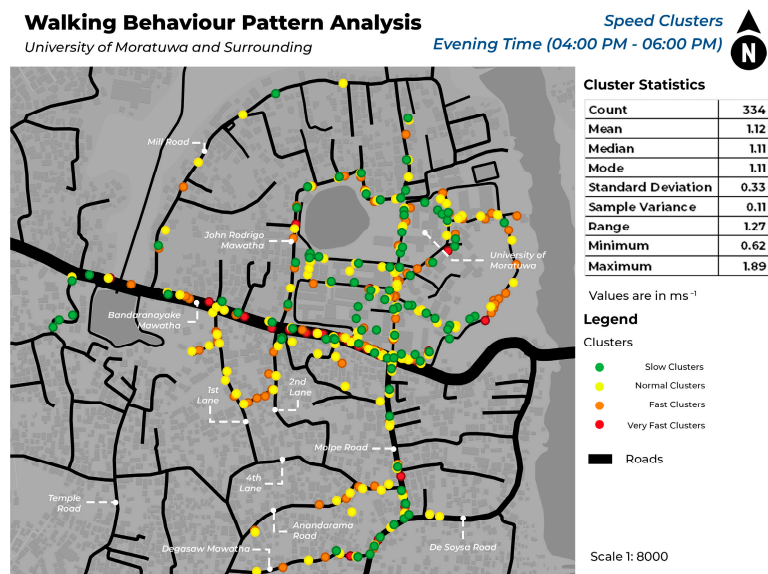 Walking Behaviour Pattern Analysis
University of Moratuwa and Surrounding
Speed Clusters
Evening Time (04:00 PM - 06:00 PM)
N
Mill Road
John Rodrigo
Mawatha
University of
Moratuwa
Bandaranayake
Mawatha
1st
Lane
2nd
Lane
Molpe Road
4th
Lane
Temple
Road
Anandarama
Road
Degasaw Mawatha
De Soysa Road
Cluster Statistics
Count 334
Mean 1.12
Median 1.11
Mode 1.11
Standard Deviation 0.33
Sample Variance 0.11
Range 1.27
Minimum 0.62
Maximum 1.89
Values are in ms⁻¹
Legend
Clusters
Slow Clusters
Normal Clusters
Fast Clusters
Very Fast Clusters
Roads
Scale 1: 8000